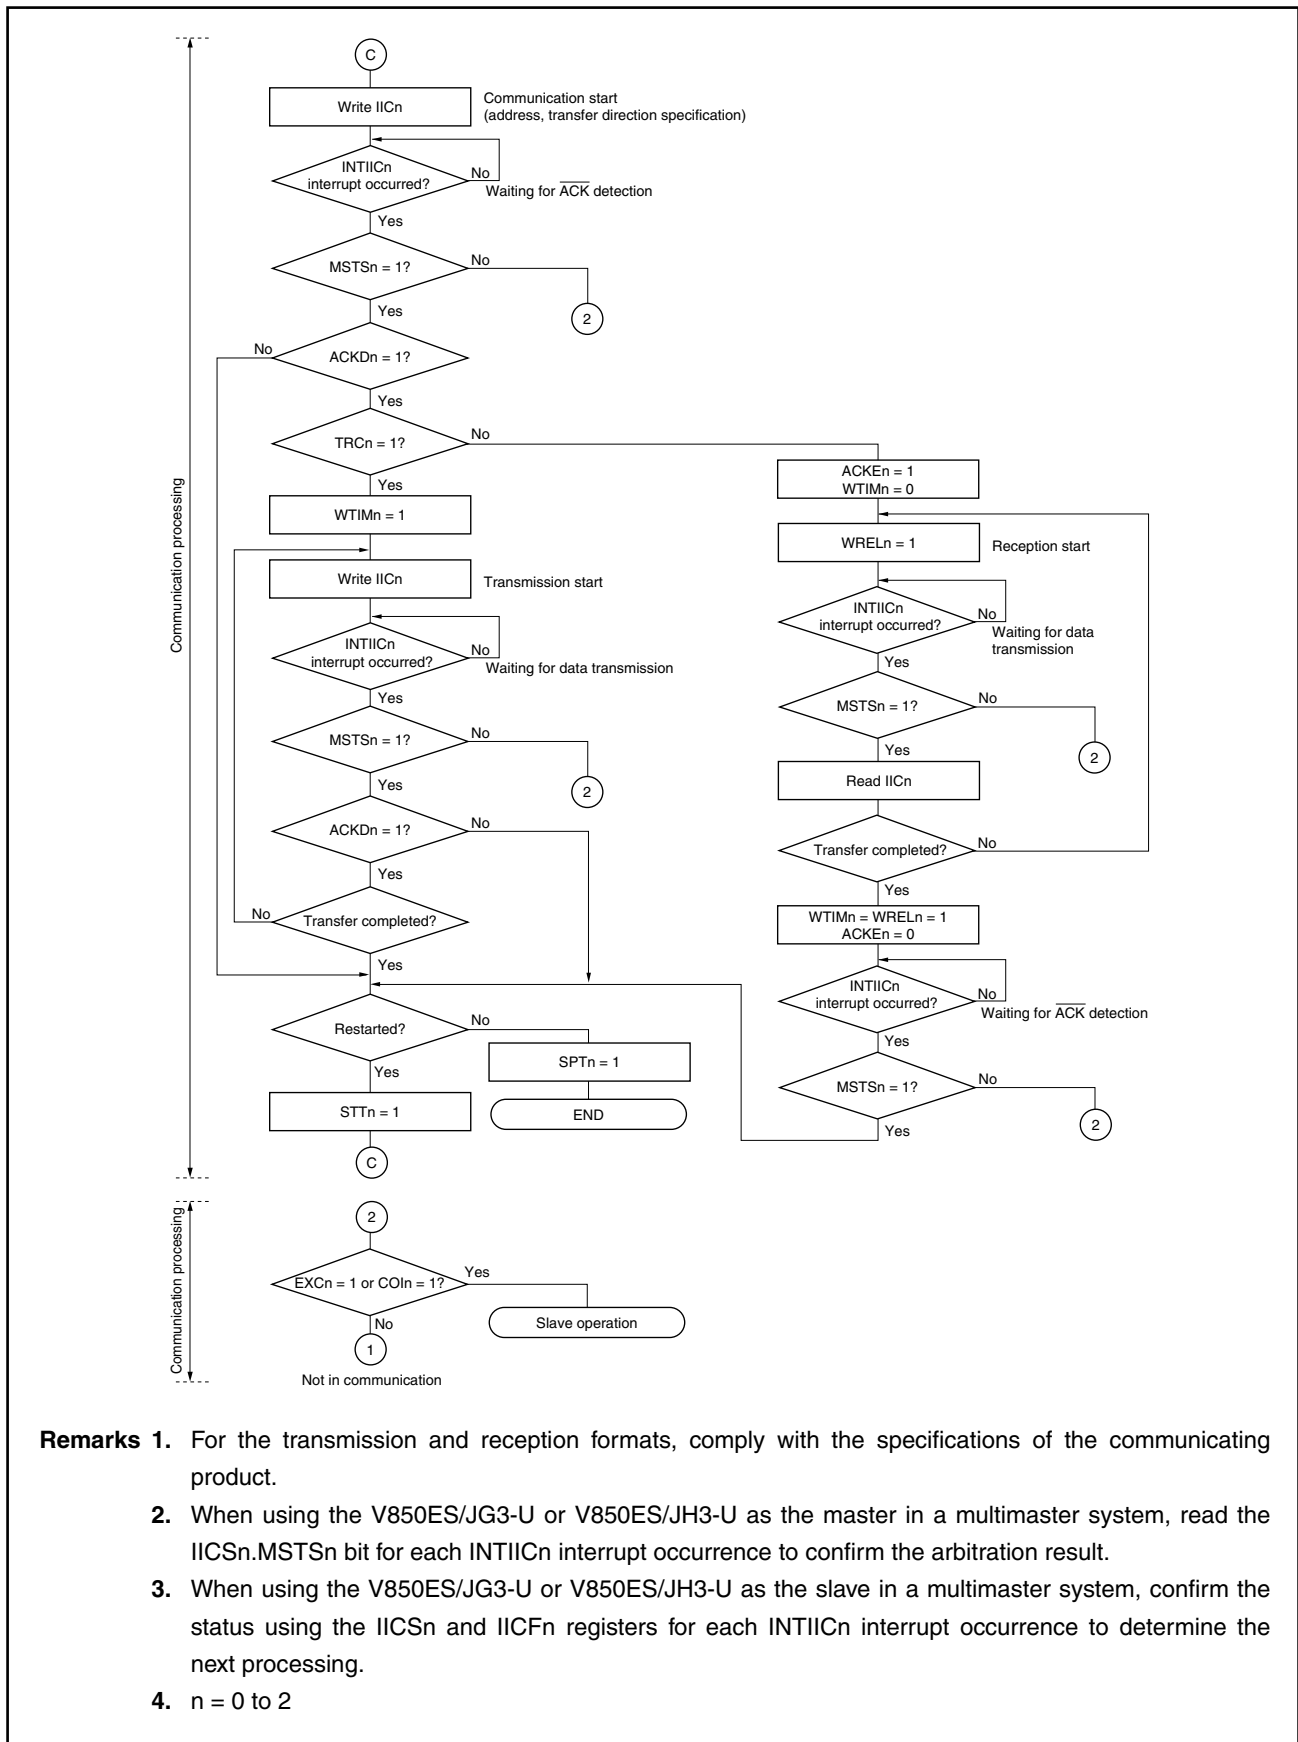 C
Write IICn
Communication start
(address, transfer direction specification)
INTIICn
interrupt occurred?
No
Waiting for ACK detection
Yes
MSTSn = 1?
No
2
Yes
ACKDn = 1?
No
Yes
TRCn = 1?
No
Yes
WTIMn = 1
Write IICn
Transmission start
INTIICn
interrupt occurred?
No
Waiting for data transmission
Yes
MSTSn = 1?
No
2
Yes
ACKDn = 1?
No
Yes
Transfer completed?
No
Yes
Restarted?
No
SPTn = 1
END
Yes
STTn = 1
C
ACKEn = 1
WTIMn = 0
WRELn = 1
Reception start
INTIICn
interrupt occurred?
No
Waiting for data
transmission
Yes
MSTSn = 1?
No
2
Yes
Read IICn
Transfer completed?
No
Yes
WTIMn = WRELn = 1
ACKEn = 0
INTIICn
interrupt occurred?
No
Waiting for ACK detection
Yes
MSTSn = 1?
No
2
Yes
Communication processing
2
EXCn = 1 or COIn = 1?
Yes
Slave operation
No
1
Not in communication
Communication processing
Remarks 1. For the transmission and reception formats, comply with the specifications of the communicating
product.
2. When using the V850ES/JG3-U or V850ES/JH3-U as the master in a multimaster system, read the
IICSn.MSTSn bit for each INTIICn interrupt occurrence to confirm the arbitration result.
3. When using the V850ES/JG3-U or V850ES/JH3-U as the slave in a multimaster system, confirm the
status using the IICSn and IICFn registers for each INTIICn interrupt occurrence to determine the
next processing.
4. n = 0 to 2